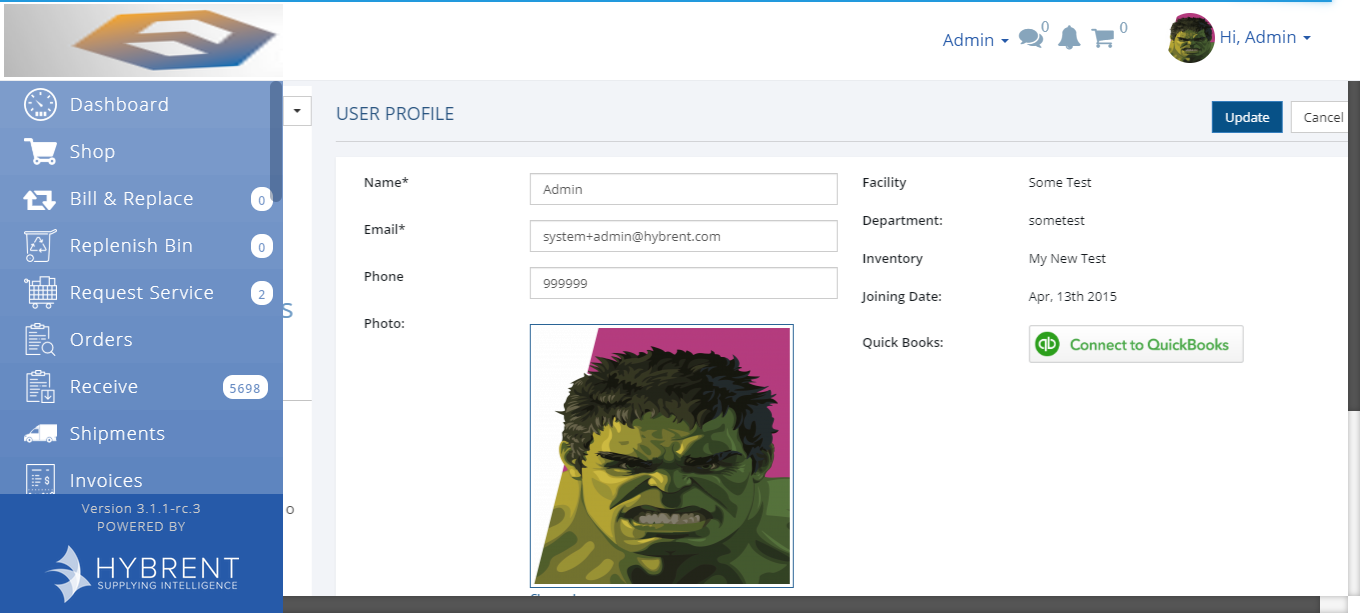 Admin 0 0 Hi, Admin
Dashboard
Shop
Bill & Replace 0
Replenish Bin 0
Request Service 2
Orders
Receive 5698
Shipments
Invoices
Version 3.1.1-rc.3
POWERED BY
HYBRENT
SUPPLYING INTELLIGENCE
s
o
USER PROFILE Update Cancel
Name* Admin
Email* system+admin@hybrent.com
Phone 999999
Photo:
Facility Some Test
Department: sometest
Inventory My New Test
Joining Date: Apr, 13th 2015
Quick Books: qb Connect to QuickBooks